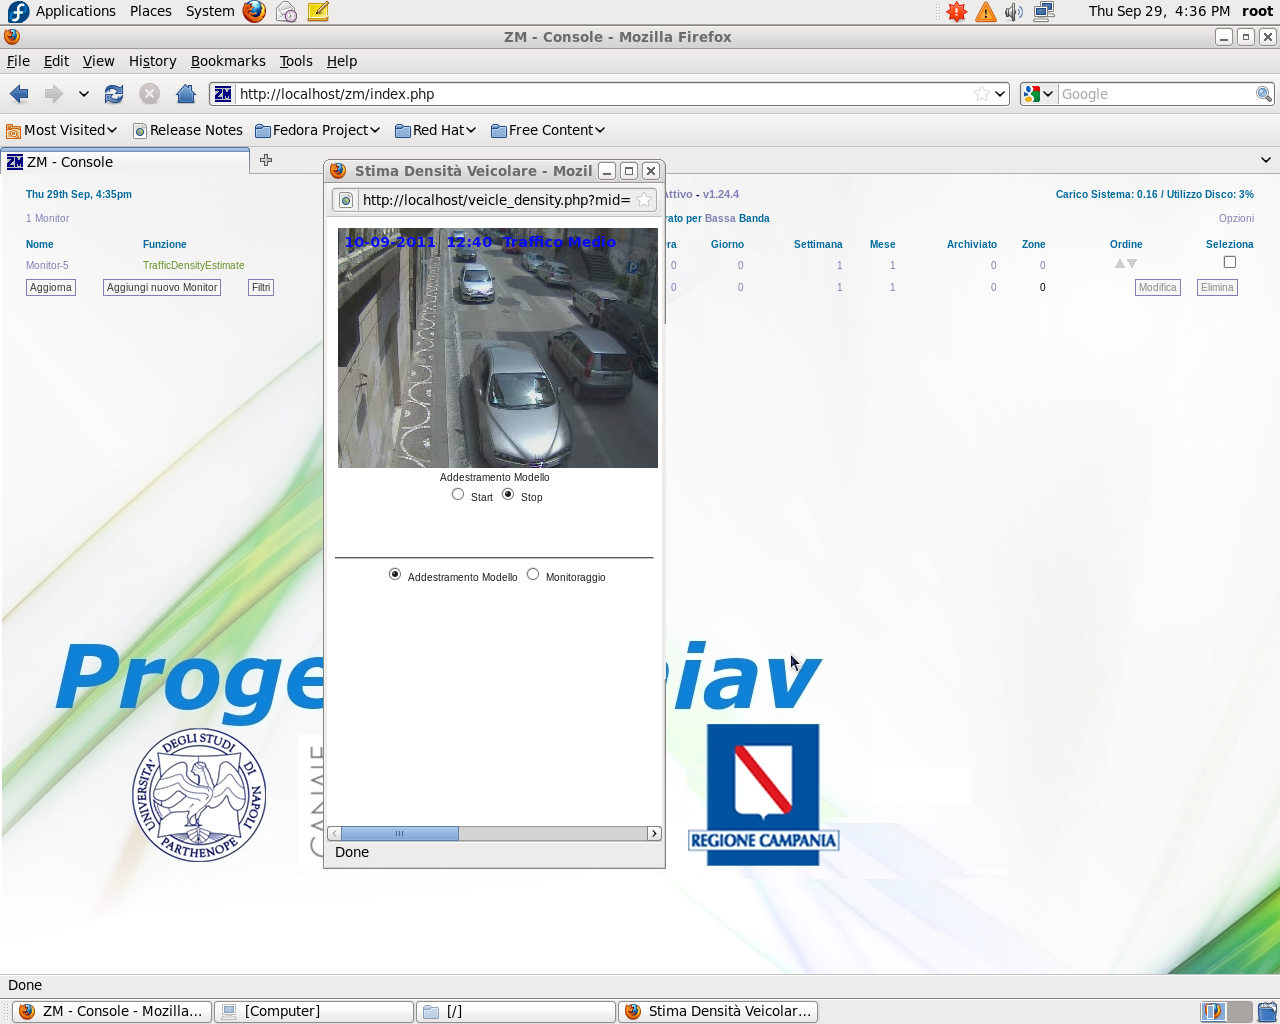 Applications Places System
Thu Sep 29, 4:36 PM root
ZM - Console - Mozilla Firefox
File Edit View History Bookmarks Tools Help
ZM http://localhost/zm/index.php
Google
Most Visited Release Notes Fedora Project Red Hat Free Content
ZM ZM - Console
Stima Densità Veicolare - Mozil
http://localhost/veicle_density.php?mid=
Thu 29th Sep, 4:35pm
Attivo - v1.24.4
Carico Sistema: 0.16 / Utilizzo Disco: 3%
1 Monitor
per Bassa Banda
Opzioni
Nome Funzione
Giorno Settimana Mese Archiviato Zone Ordine Seleziona
Monitor-5 TrafficDensityEstimate
0 0 1 1 0 0
Aggiorna Aggiungi nuovo Monitor Filtri
0 0 1 1 0 0 Modifica Elimina
10-09-2011 12:40 Traffico Medio
P
Addestramento Modello
Start Stop
Addestramento Modello Monitoraggio
Done
UNIVERSITA' DEGLI STUDI DI NAPOLI PARTHENOPE
REGIONE CAMPANIA
Done
ZM - Console - Mozilla... [Computer] [/] Stima Densità Veicolar...